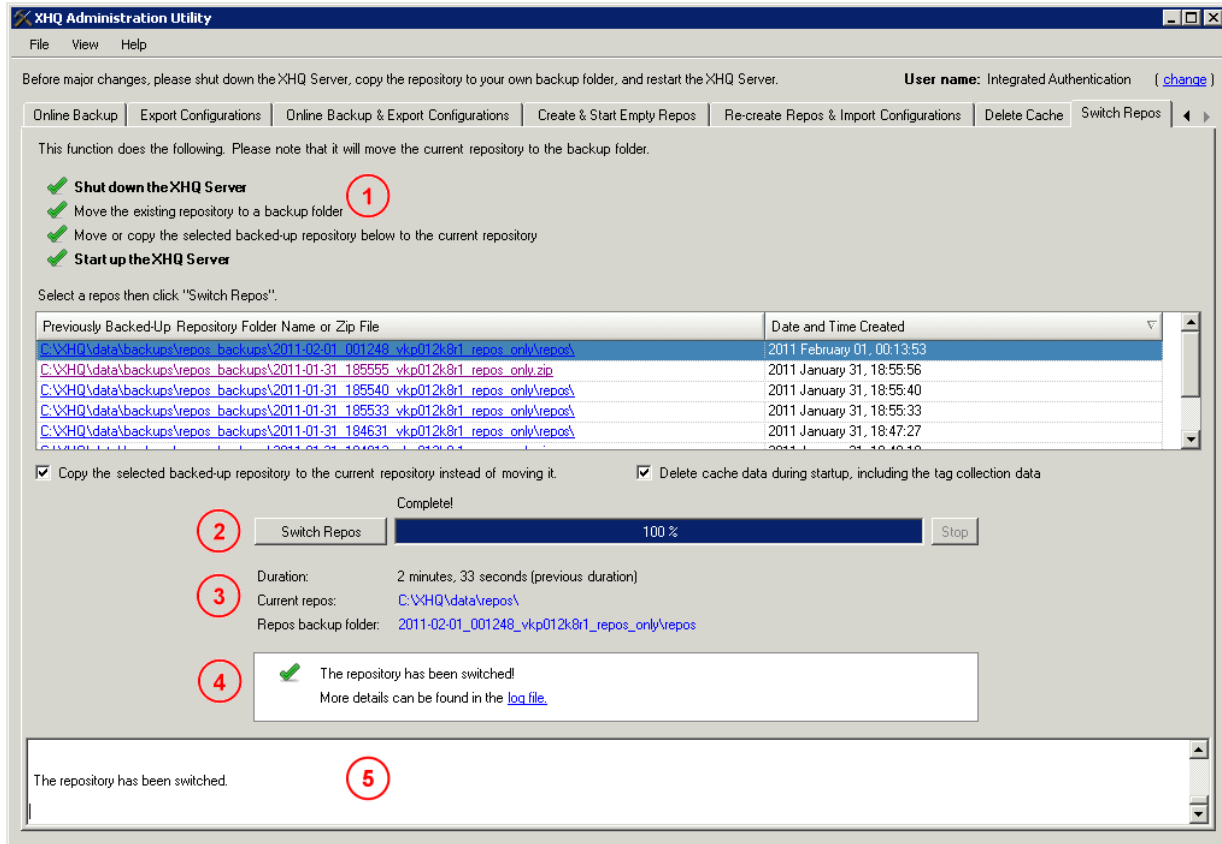 XHQ Administration Utility
File View Help
Before major changes, please shut down the XHQ Server, copy the repository to your own backup folder, and restart the XHQ Server. User name: Integrated Authentication ( change )
Online Backup Export Configurations Online Backup & Export Configurations Create & Start Empty Repos Re-create Repos & Import Configurations Delete Cache Switch Repos
This function does the following. Please note that it will move the current repository to the backup folder.
Shut down the XHQ Server
1
Move the existing repository to a backup folder
Move or copy the selected backed-up repository below to the current repository
Start up the XHQ Server
Select a repos then click "Switch Repos".
Previously Backed-Up Repository Folder Name or Zip File Date and Time Created
C:\XHQ\data\backups\repos_backups\2011-02-01_001248_vkp012k8r1_repos_only\repos\ 2011 February 01, 00:13:53
C:\XHQ\data\backups\repos_backups\2011-01-31_185555_vkp012k8r1_repos_only.zip 2011 January 31, 18:55:56
C:\XHQ\data\backups\repos_backups\2011-01-31_185540_vkp012k8r1_repos_only\repos\ 2011 January 31, 18:55:40
C:\XHQ\data\backups\repos_backups\2011-01-31_185533_vkp012k8r1_repos_only\repos\ 2011 January 31, 18:55:33
C:\XHQ\data\backups\repos_backups\2011-01-31_184631_vkp012k8r1_repos_only\repos\ 2011 January 31, 18:47:27
Copy the selected backed-up repository to the current repository instead of moving it. Delete cache data during startup, including the tag collection data
Complete!
2 Switch Repos 100 % Stop
Duration: 2 minutes, 33 seconds (previous duration)
3 Current repos: C:\XHQ\data\repos\
Repos backup folder: 2011-02-01_001248_vkp012k8r1_repos_only\repos
4 The repository has been switched!
More details can be found in the log file.
The repository has been switched. 5